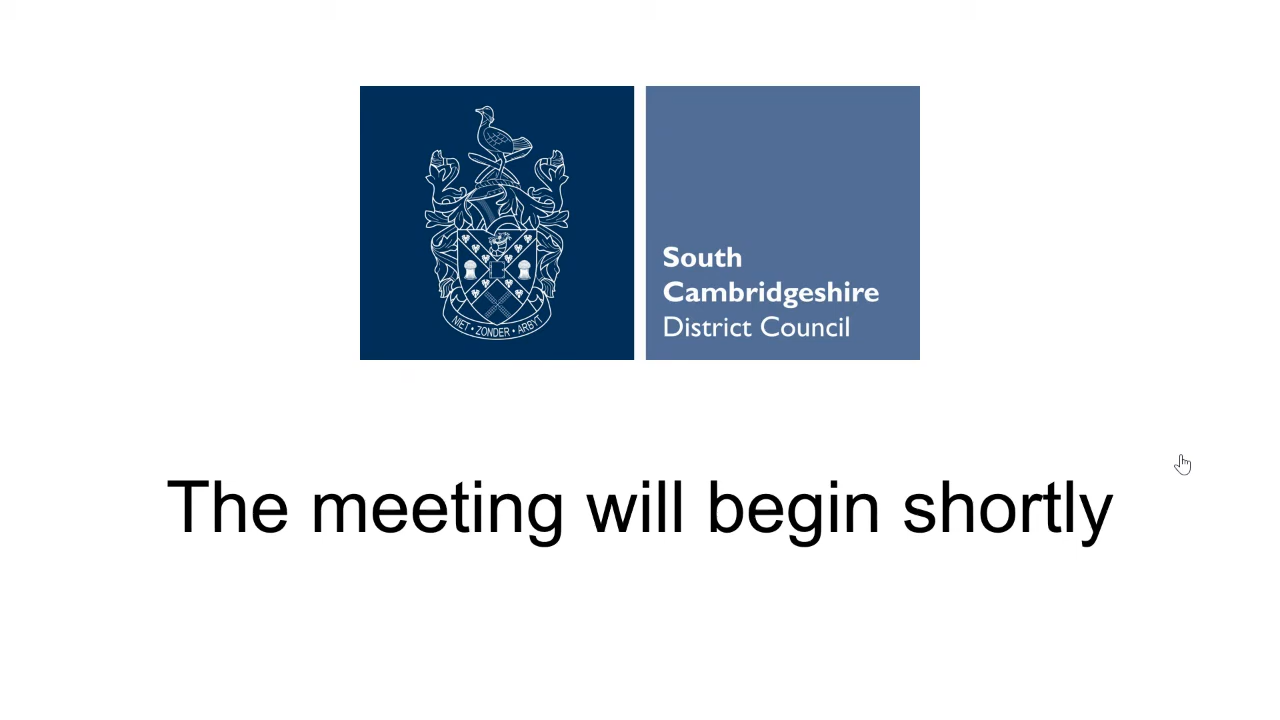 NIET • ZONDER • ARBYT
South
Cambridgeshire
District Council
The meeting will begin shortly